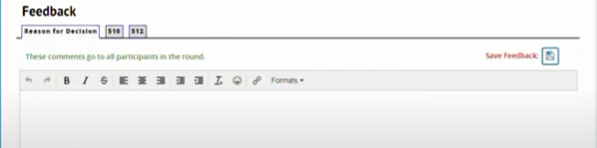 Feedback
Reason for Decision 510 512
These comments go to all participants in the round. Save Feedback:
B I S Formats